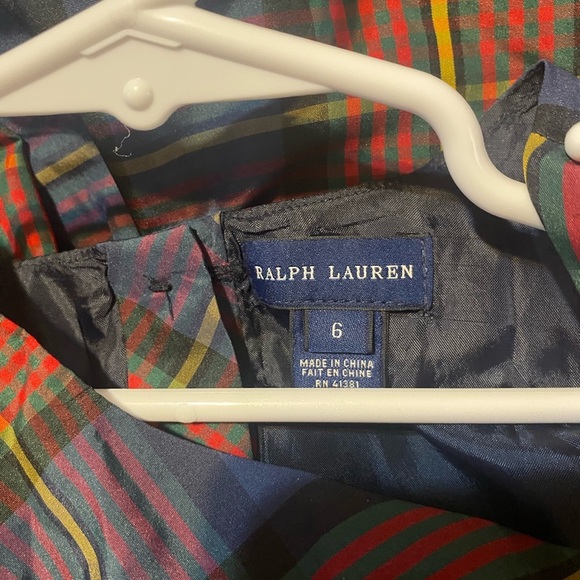 RALPH LAUREN
6
MADE IN CHINA
FAIT EN CHINE
RN 41381